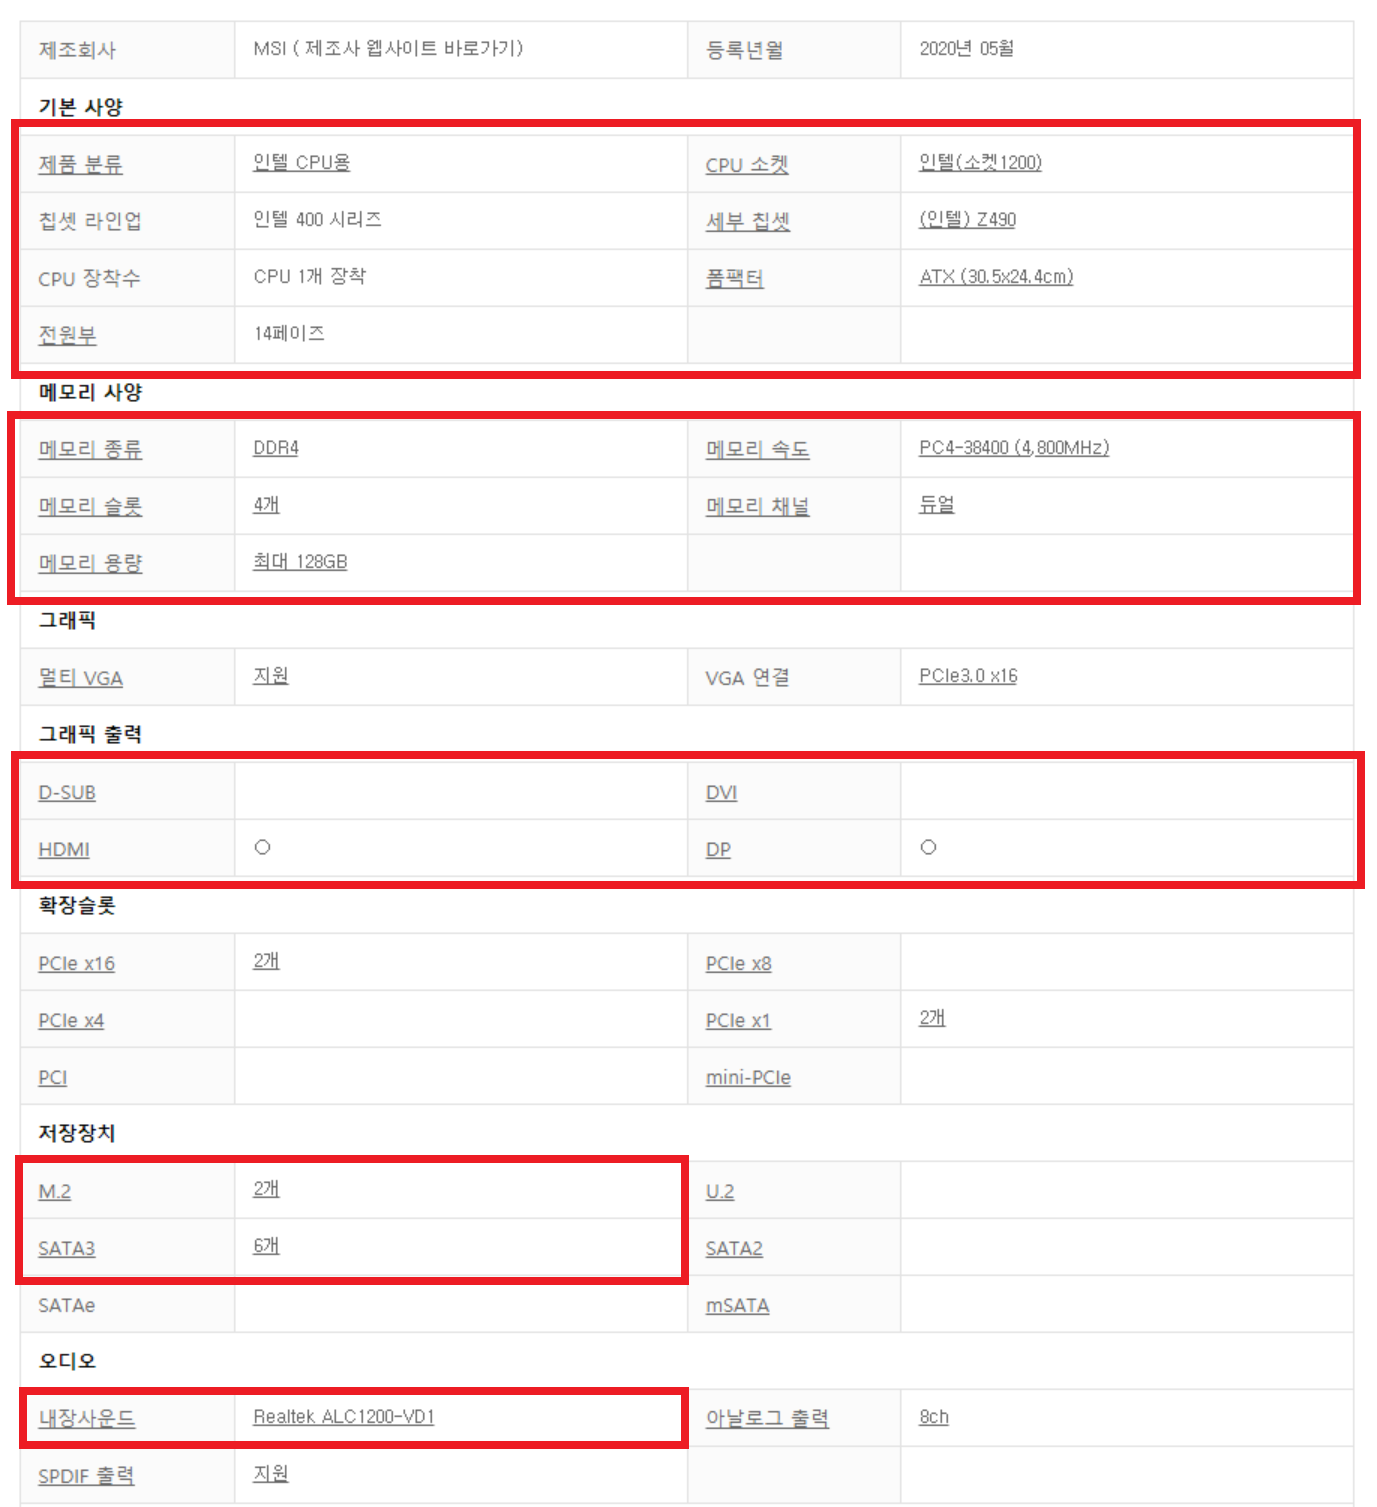 제조회사 MSI ( 제조사 웹사이트 바로가기) 등록년월 2020년 05월
기본 사양
제품 분류 인텔 CPU용 CPU 소켓 인텔(소켓1200)
칩셋 라인업 인텔 400 시리즈 세부 칩셋 (인텔) Z490
CPU 장착수 CPU 1개 장착 폼팩터 ATX (30.5x24.4cm)
전원부 14페이즈
메모리 사양
메모리 종류 DDR4 메모리 속도 PC4-38400 (4,800MHz)
메모리 슬롯 4개 메모리 채널 듀얼
메모리 용량 최대 128GB
그래픽
멀티 VGA 지원 VGA 연결 PCIe3.0 x16
그래픽 출력
D-SUB DVI
HDMI ○ DP ○
확장슬롯
PCIe x16 2개 PCIe x8
PCIe x4 PCIe x1 2개
PCI mini-PCIe
저장장치
M.2 2개 U.2
SATA3 6개 SATA2
SATAe mSATA
오디오
내장사운드 Realtek ALC1200-VD1 아날로그 출력 8ch
SPDIF 출력 지원